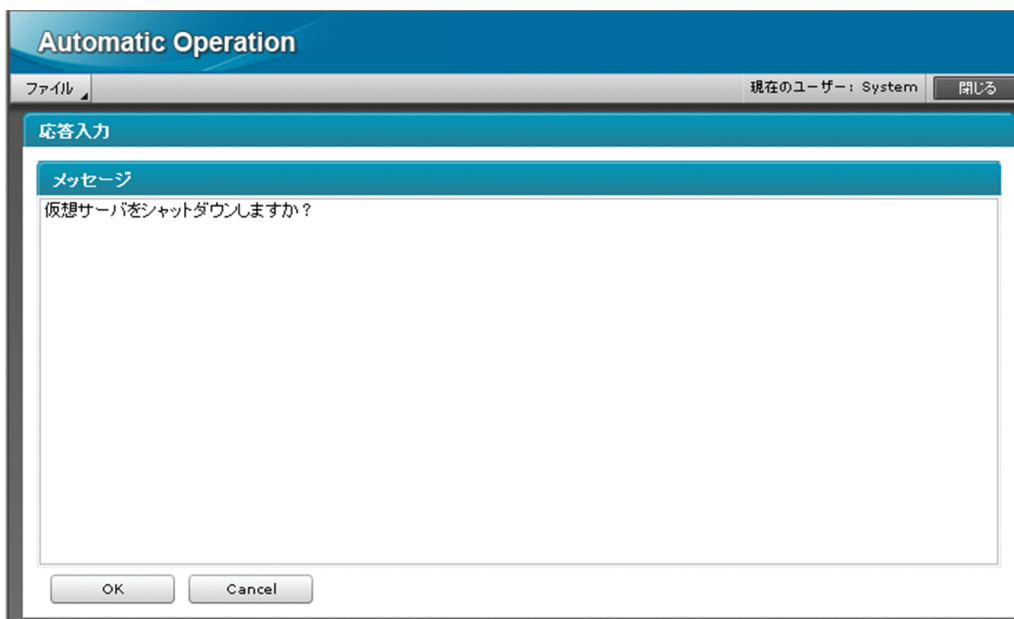 Automatic Operation
ファイル
現在のユーザー: System
閉じる
応答入力
メッセージ
仮想サーバをシャットダウンしますか?
OK
Cancel